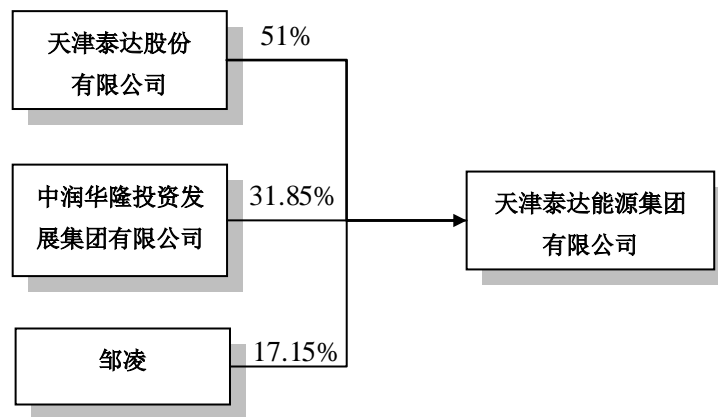 天津泰达股份
有限公司
51%
中润华隆投资发
展集团有限公司
31.85%
邹凌
17.15%
天津泰达能源集团
有限公司